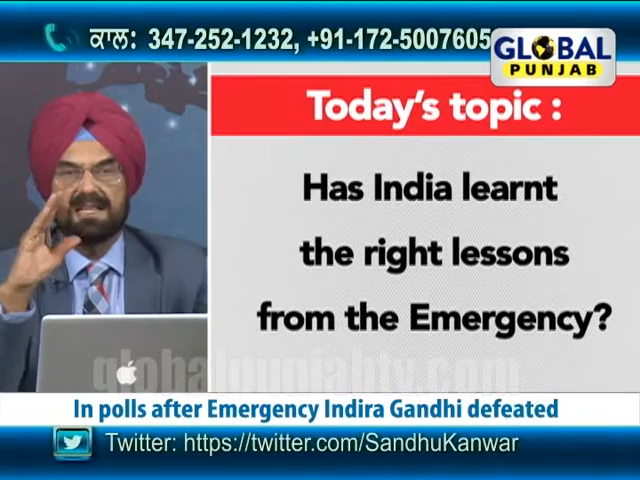 ਕਾਲ: 347-252-1232, +91-172-5007605
GLOBAL
PUNJAB
Today's topic :
Has India learnt
the right lessons
from the Emergency?
globalpunjabtv.com
In polls after Emergency Indira Gandhi defeated
Twitter: https://twitter.com/SandhuKanwar